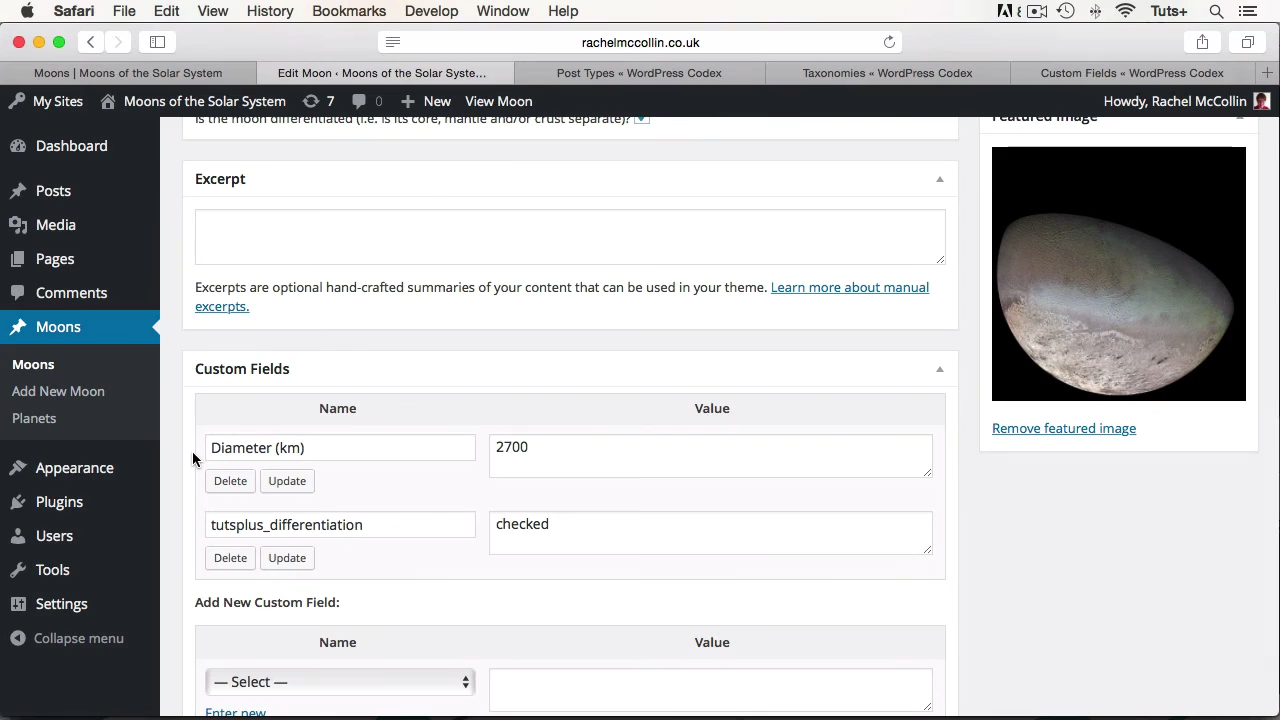 Safari File Edit View History Bookmarks Develop Window Help Tuts+
rachelmccollin.co.uk
Moons | Moons of the Solar System Edit Moon ‹ Moons of the Solar Syste… Post Types « WordPress Codex Taxonomies « WordPress Codex Custom Fields « WordPress Codex
My Sites Moons of the Solar System 7 0 New View Moon Howdy, Rachel McCollin
Is the moon differentiated (i.e. is its core, mantle and/or crust separate)?
Featured Image
Dashboard
Posts
Media
Pages
Comments
Moons
Moons
Add New Moon
Planets
Appearance
Plugins
Users
Tools
Settings
Collapse menu
Excerpt
Excerpts are optional hand-crafted summaries of your content that can be used in your theme. Learn more about manual
excerpts.
Custom Fields
Name Value
Diameter (km) 2700
Delete Update
tutsplus_differentiation checked
Delete Update
Add New Custom Field:
Name Value
— Select —
Enter new
Remove featured image